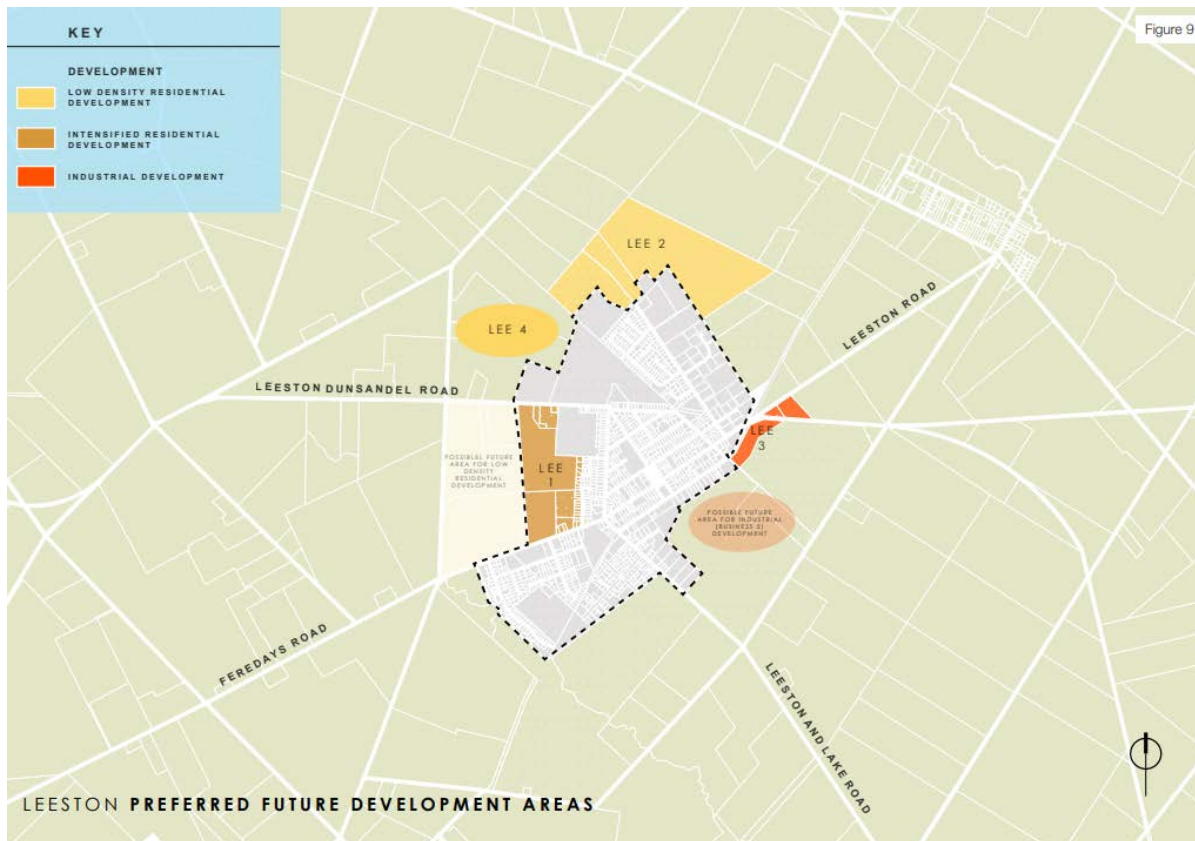 KEY
DEVELOPMENT
LOW DENSITY RESIDENTIAL
DEVELOPMENT
INTENSIFIED RESIDENTIAL
DEVELOPMENT
INDUSTRIAL DEVELOPMENT
Figure 9
LEE 2
LEE 4
LEESTON ROAD
LEESTON DUNSANDEL ROAD
LEE
3
POSSIBLE FUTURE
AREA FOR LOW
DENSITY
RESIDENTIAL
DEVELOPMENT
LEE
1
POSSIBLE FUTURE
AREA FOR INDUSTRIAL
(BUSINESS 2)
DEVELOPMENT
FEREDAYS ROAD
LEESTON AND LAKE ROAD
LEESTON PREFERRED FUTURE DEVELOPMENT AREAS